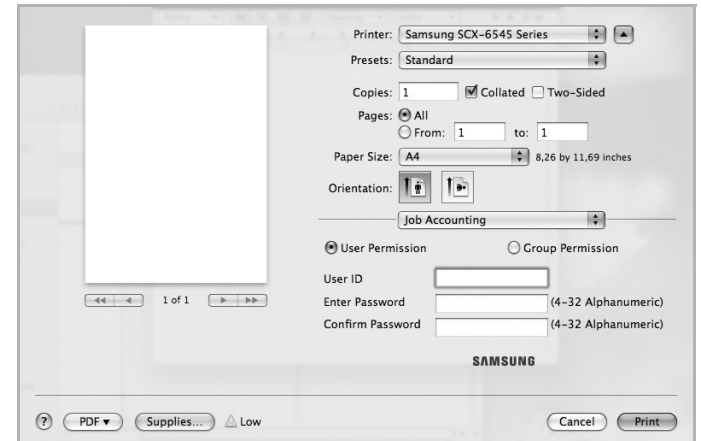 Printer: Samsung SCX-6545 Series
Presets: Standard
Copies: 1 Collated Two-Sided
Pages: All
From: 1 to: 1
Paper Size: A4 8,26 by 11,69 inches
Orientation:
Job Accounting
User Permission Group Permission
User ID
1 of 1
Enter Password (4-32 Alphanumeric)
Confirm Password (4-32 Alphanumeric)
SAMSUNG
? PDF Supplies... Low Cancel Print